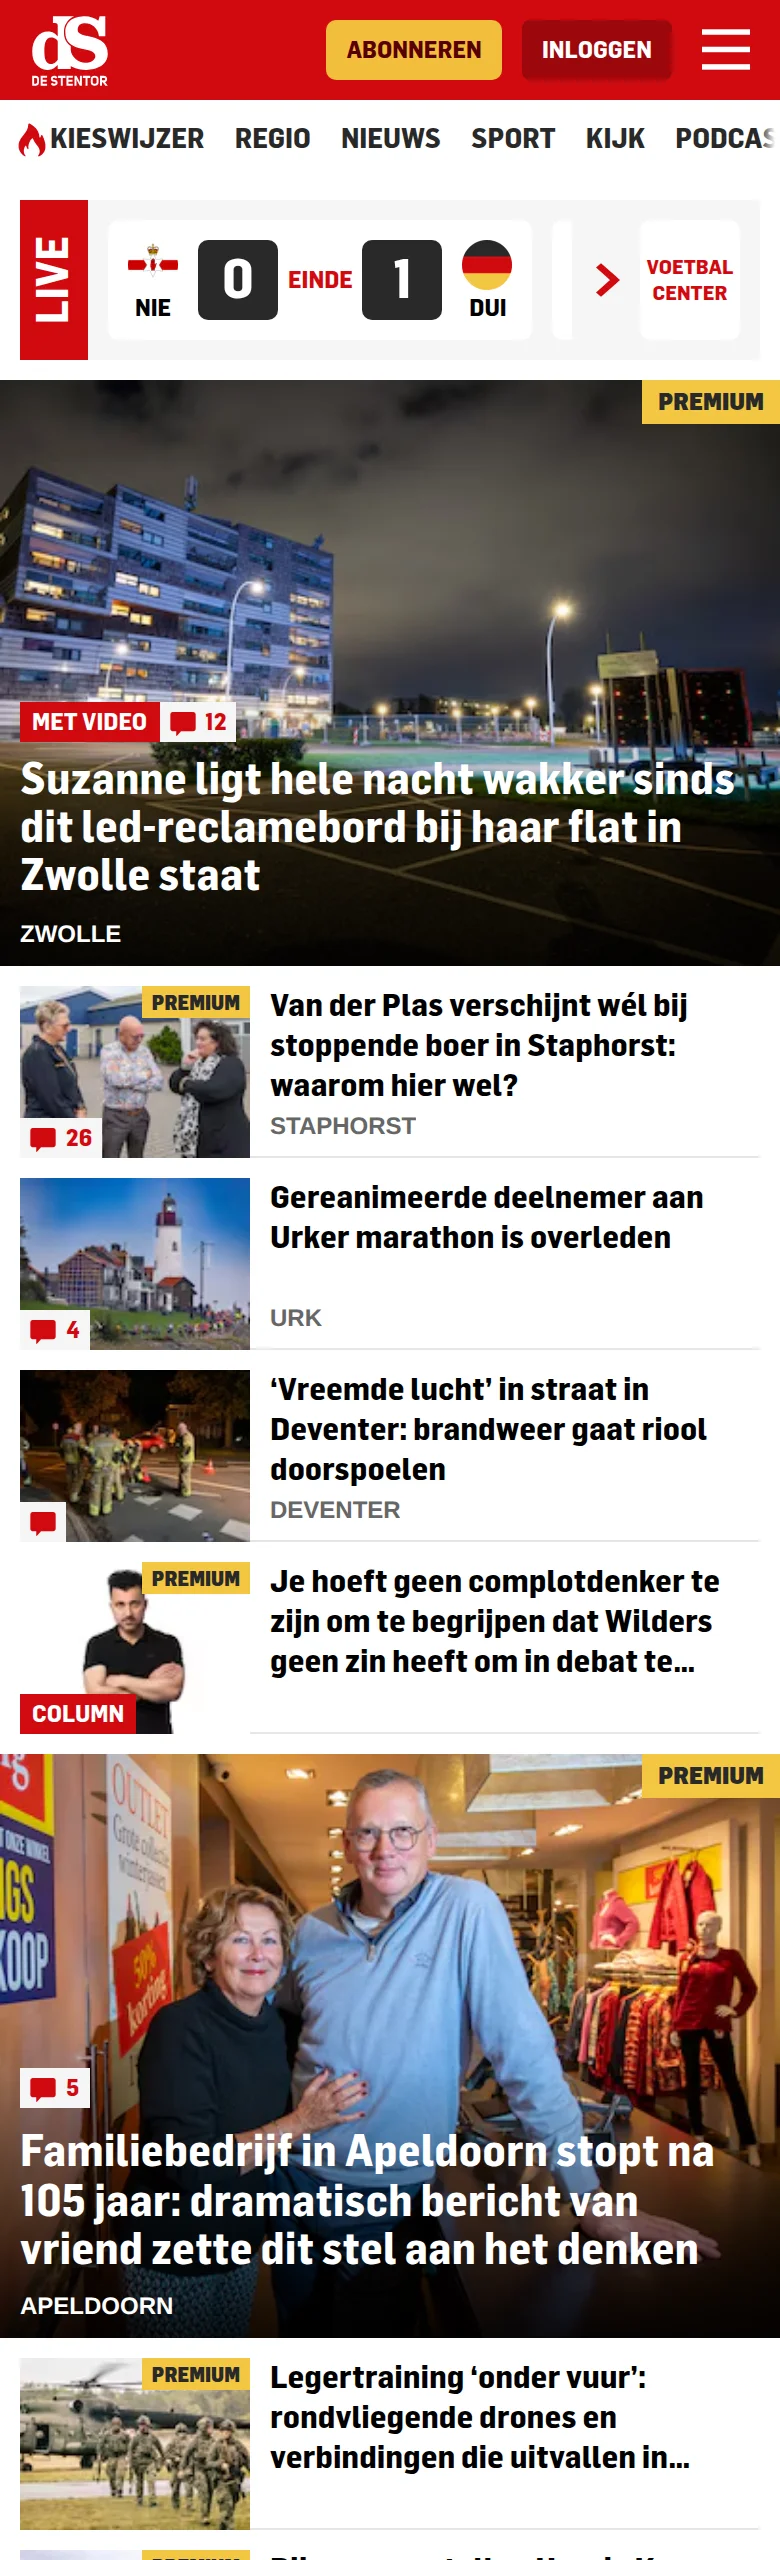 dS
DE STENTOR
ABONNEREN
INLOGGEN
KIESWIJZER REGIO NIEUWS SPORT KIJK
LIVE
NIE
0
EINDE
1
DUI
VOETBAL
CENTER
PREMIUM
MET VIDEO
12
Suzanne ligt hele nacht wakker sinds
dit led-reclamebord bij haar flat in
Zwolle staat
ZWOLLE
PREMIUM
26
Van der Plas verschijnt wél bij
stoppende boer in Staphorst:
waarom hier wel?
STAPHORST
4
Gereanimeerde deelnemer aan
Urker marathon is overleden
URK
‘Vreemde lucht’ in straat in
Deventer: brandweer gaat riool
doorspoelen
DEVENTER
PREMIUM
COLUMN
Je hoeft geen complotdenker te
zijn om te begrijpen dat Wilders
geen zin heeft om in debat te...
PREMIUM
OUTLET
Grote collectie
winterjassen
50%
korting
5
Familiebedrijf in Apeldoorn stopt na
105 jaar: dramatisch bericht van
vriend zette dit stel aan het denken
APELDOORN
PREMIUM
Legertraining ‘onder vuur’:
rondvliegende drones en
verbindingen die uitvallen in...